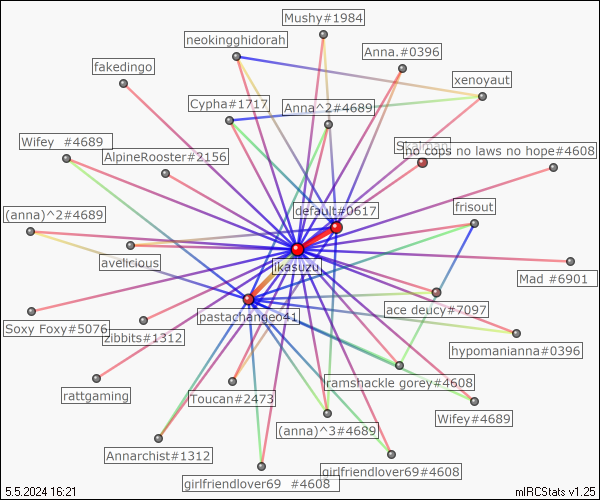 Mushy#1984
neokingghidorah
Anna.#0396
fakedingo
xenoyaut
Cypha#1717
Anna^2#4689
Wifey #4689
AlpineRooster#2156
Skalman
no cops no laws no hope#4608
(anna)^2#4689
default#0617
frisout
avelicious
ikasuzu
Mad #6901
Soxy Foxy#5076
zibbits#1312
pastachangeo41
ace deucy#7097
hypomanianna#0396
rattgaming
Toucan#2473
ramshackle gorey#4608
(anna)^3#4689
Wifey#4689
Annarchist#1312
girlfriendlover69 #4608
girlfriendlover69#4608
5.5.2024 16:21
mIRCStats v1.25